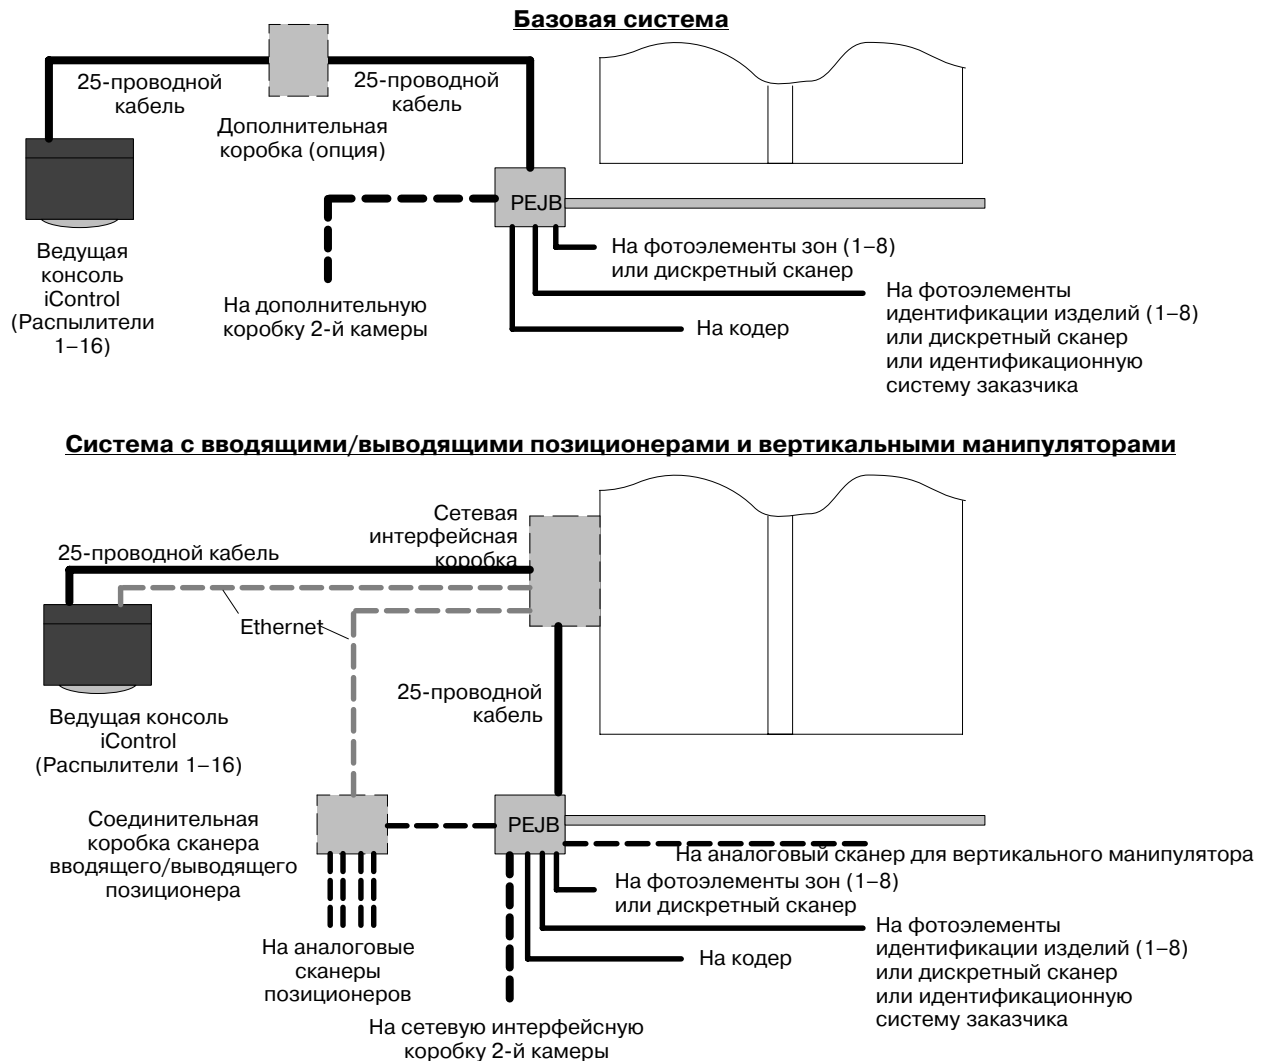 Базовая система
25-проводной
кабель
25-проводной
кабель
Дополнительная
коробка (опция)
PEJB
Ведущая
консоль
iControl
(Распылители
1–16)
На дополнительную
коробку 2-й камеры
На фотоэлементы зон (1–8)
или дискретный сканер
На кодер
На фотоэлементы
идентификации изделий (1–8)
или дискретный сканер
или идентификационную
систему заказчика
Система с вводящими/выводящими позиционерами и вертикальными манипуляторами
Сетевая
интерфейсная
коробка
25-проводной кабель
Ethernet
25-проводной
кабель
Ведущая консоль
iControl
(Распылители 1–16)
Соединительная
коробка сканера
вводящего/выводящего
позиционера
PEJB
На аналоговый сканер для вертикального манипулятора
На фотоэлементы зон (1–8)
или дискретный сканер
На фотоэлементы
идентификации изделий (1–8)
или дискретный сканер
или идентификационную
систему заказчика
На кодер
На аналоговые
сканеры
позиционеров
На сетевую интерфейсную
коробку 2-й камеры